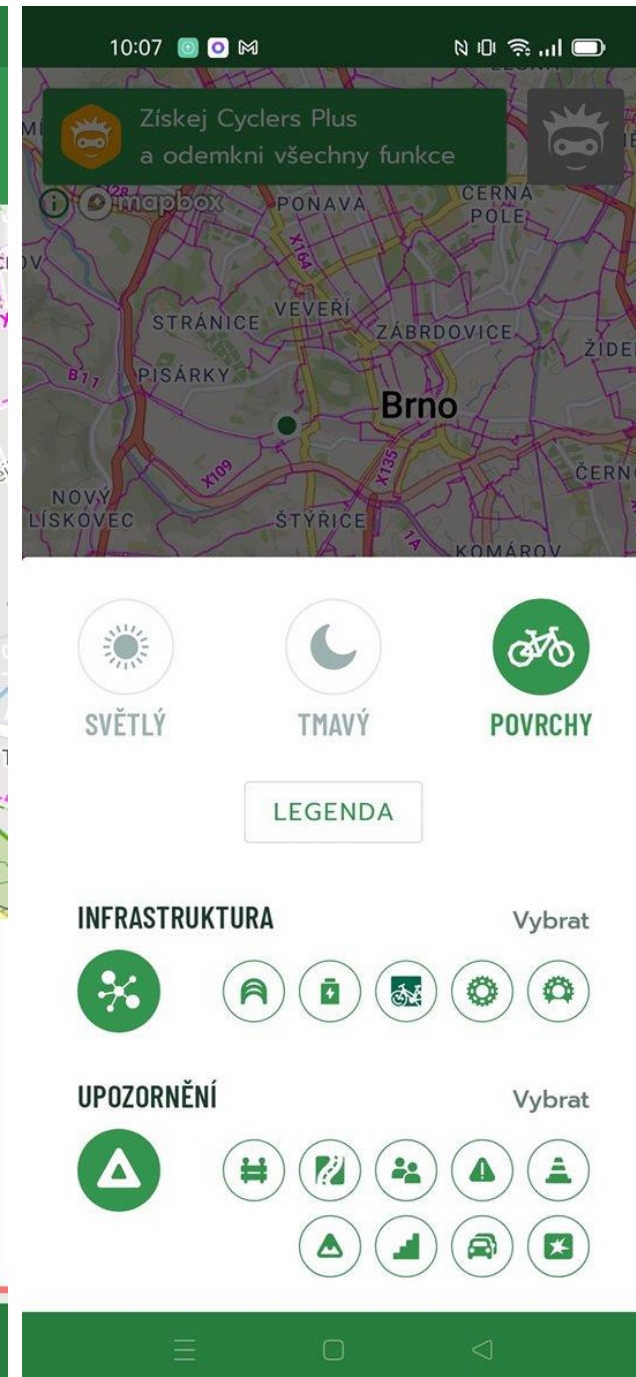 10:07
Získej Cyclers Plus
a odemkni všechny funkce
mapbox
PONAVA
ČERNÁ
POLE
X164
VEVEŘÍ
STRÁNICE
ZÁBRDOVICE
ŽIDE
B77
PISÁRKY
Brno
X109
X135
ČERN
NOVÝ
LÍSKOVEC
ŠTÝŘICE
1A
KOMÁROV
SVĚTLÝ
TMAVÝ
POVRCHY
LEGENDA
INFRASTRUKTURA
Vybrat
UPOZORNĚNÍ
Vybrat